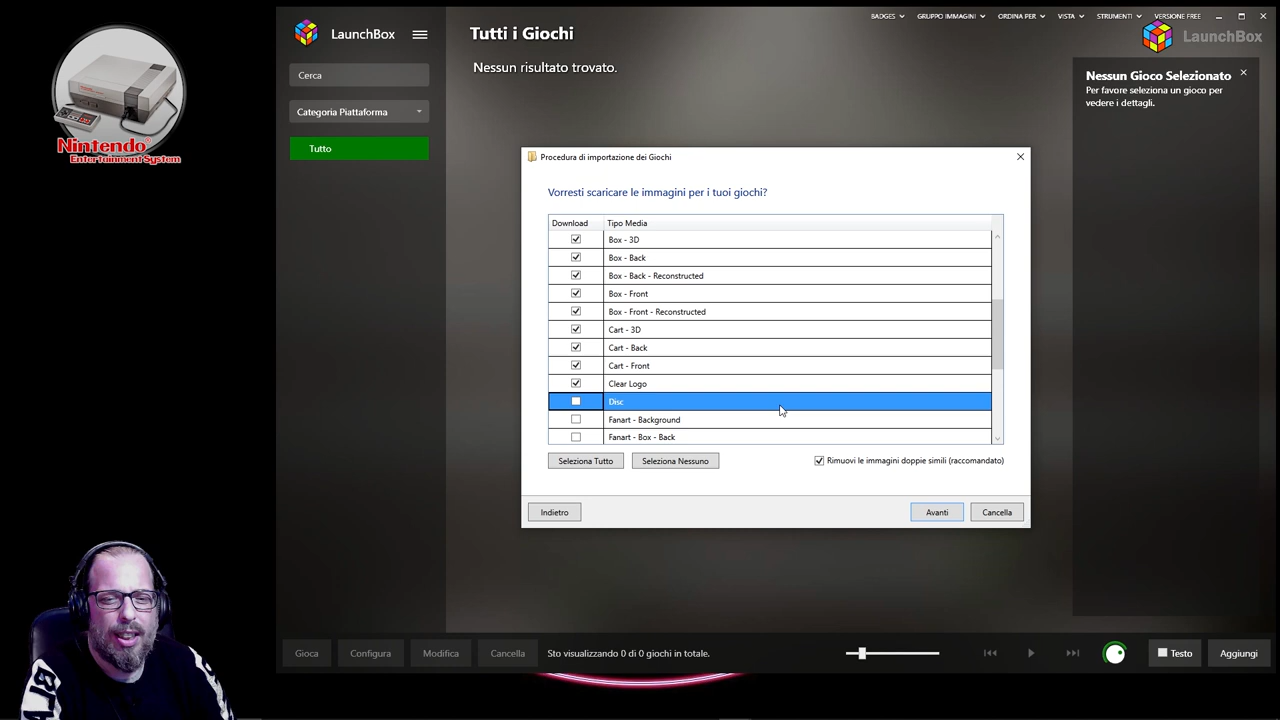 BADGES
GRUPPO IMMAGINI
ORDINA PER
VISTA
STRUMENTI
VERSIONE FREE
LaunchBox
Tutti i Giochi
LaunchBox
Nessun risultato trovato.
Cerca
Categoria Piattaforma
Tutto
Nintendo®
Entertainment System
Nessun Gioco Selezionato
Per favore seleziona un gioco per
vedere i dettagli.
Procedura di importazione dei Giochi
Vorresti scaricare le immagini per i tuoi giochi?
Download Tipo Media
Box - 3D
Box - Back
Box - Back - Reconstructed
Box - Front
Box - Front - Reconstructed
Cart - 3D
Cart - Back
Cart - Front
Clear Logo
Disc
Fanart - Background
Fanart - Box - Back
Seleziona Tutto
Seleziona Nessuno
Rimuovi le immagini doppie simili (raccomandato)
Indietro
Avanti
Cancella
Gioca
Configura
Modifica
Cancella
Sto visualizzando 0 di 0 giochi in totale.
Testo
Aggiungi